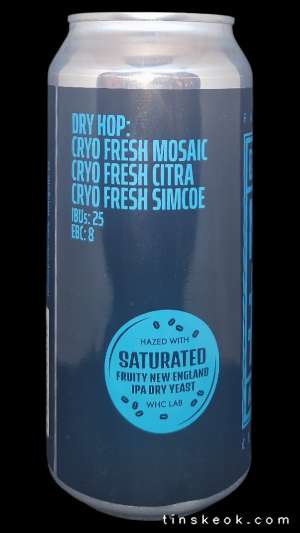 DRY HOP:
CRYO FRESH MOSAIC
CRYO FRESH CITRA
CRYO FRESH SIMCOE
IBUs: 25
EBC: 8
HAZED WITH
SATURATED
FRUITY NEW ENGLAND
IPA DRY YEAST
WHC LAB
tinskeok.com